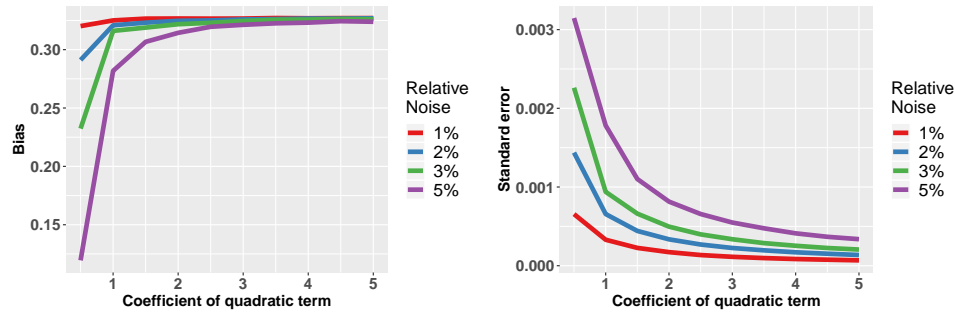 0.30
0.25
0.20
0.15
Bias
1 2 3 4 5
Coefficient of quadratic term
Relative
Noise
1%
2%
3%
5%
0.003
0.002
0.001
0.000
Standard error
1 2 3 4 5
Coefficient of quadratic term
Relative
Noise
1%
2%
3%
5%